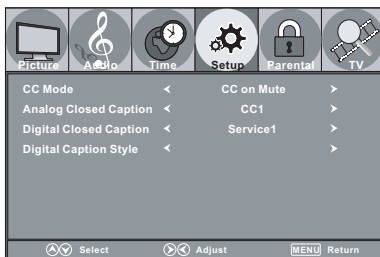 Picture Audio Time Setup Parental TV
CC Mode CC on Mute
Analog Closed Caption CC1
Digital Closed Caption Service1
Digital Caption Style
Select Adjust MENU Return